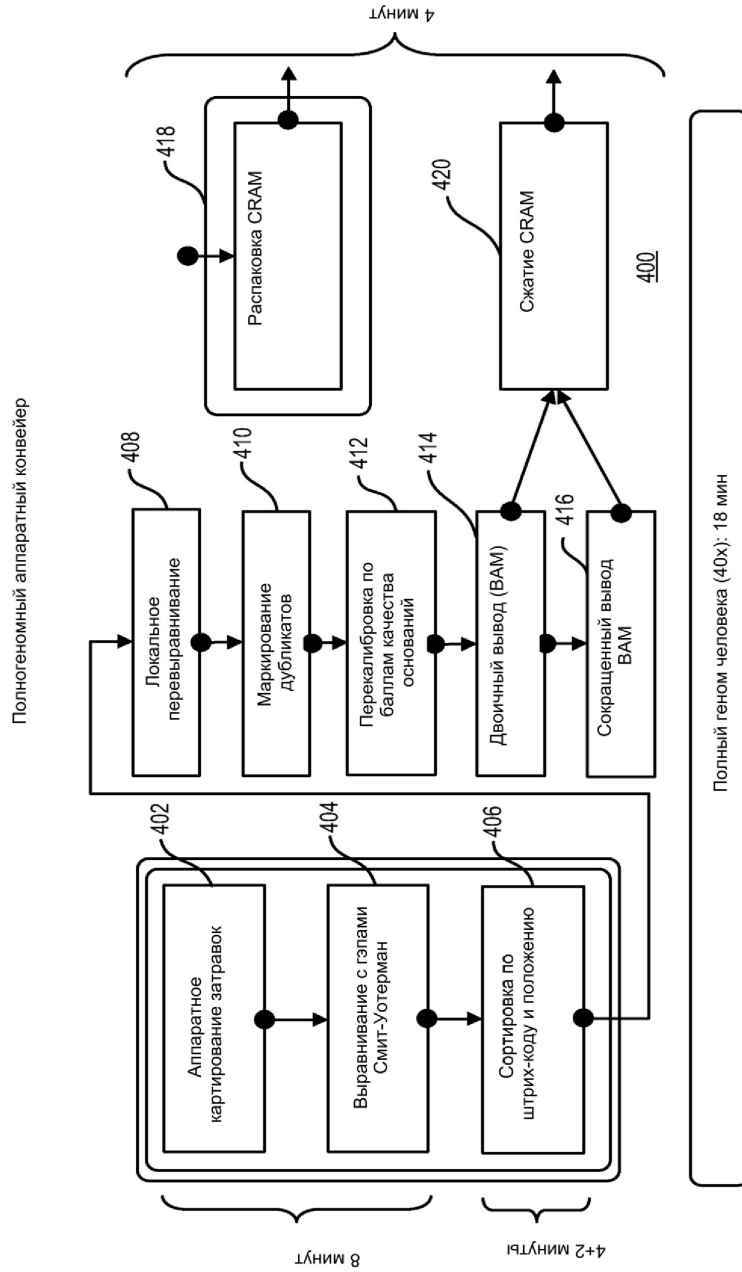 Полногеномный аппаратный конвейер
402
Аппаратное
картирование затравок
404
Выравнивание с гэпами
Смит-Уотерман
406
Сортировка по
штрих-коду и положению
8 минут
4+2 минуты
408
Локальное
перевыравнивание
410
Маркирование
дубликатов
412
Перекалибровка по
баллам качества
оснований
414
Двоичный вывод (BAM)
416
Сокращенный вывод
BAM
418
Распаковка CRAM
420
Сжатие CRAM
4 минут
400
Полный геном человека (40x): 18 мин